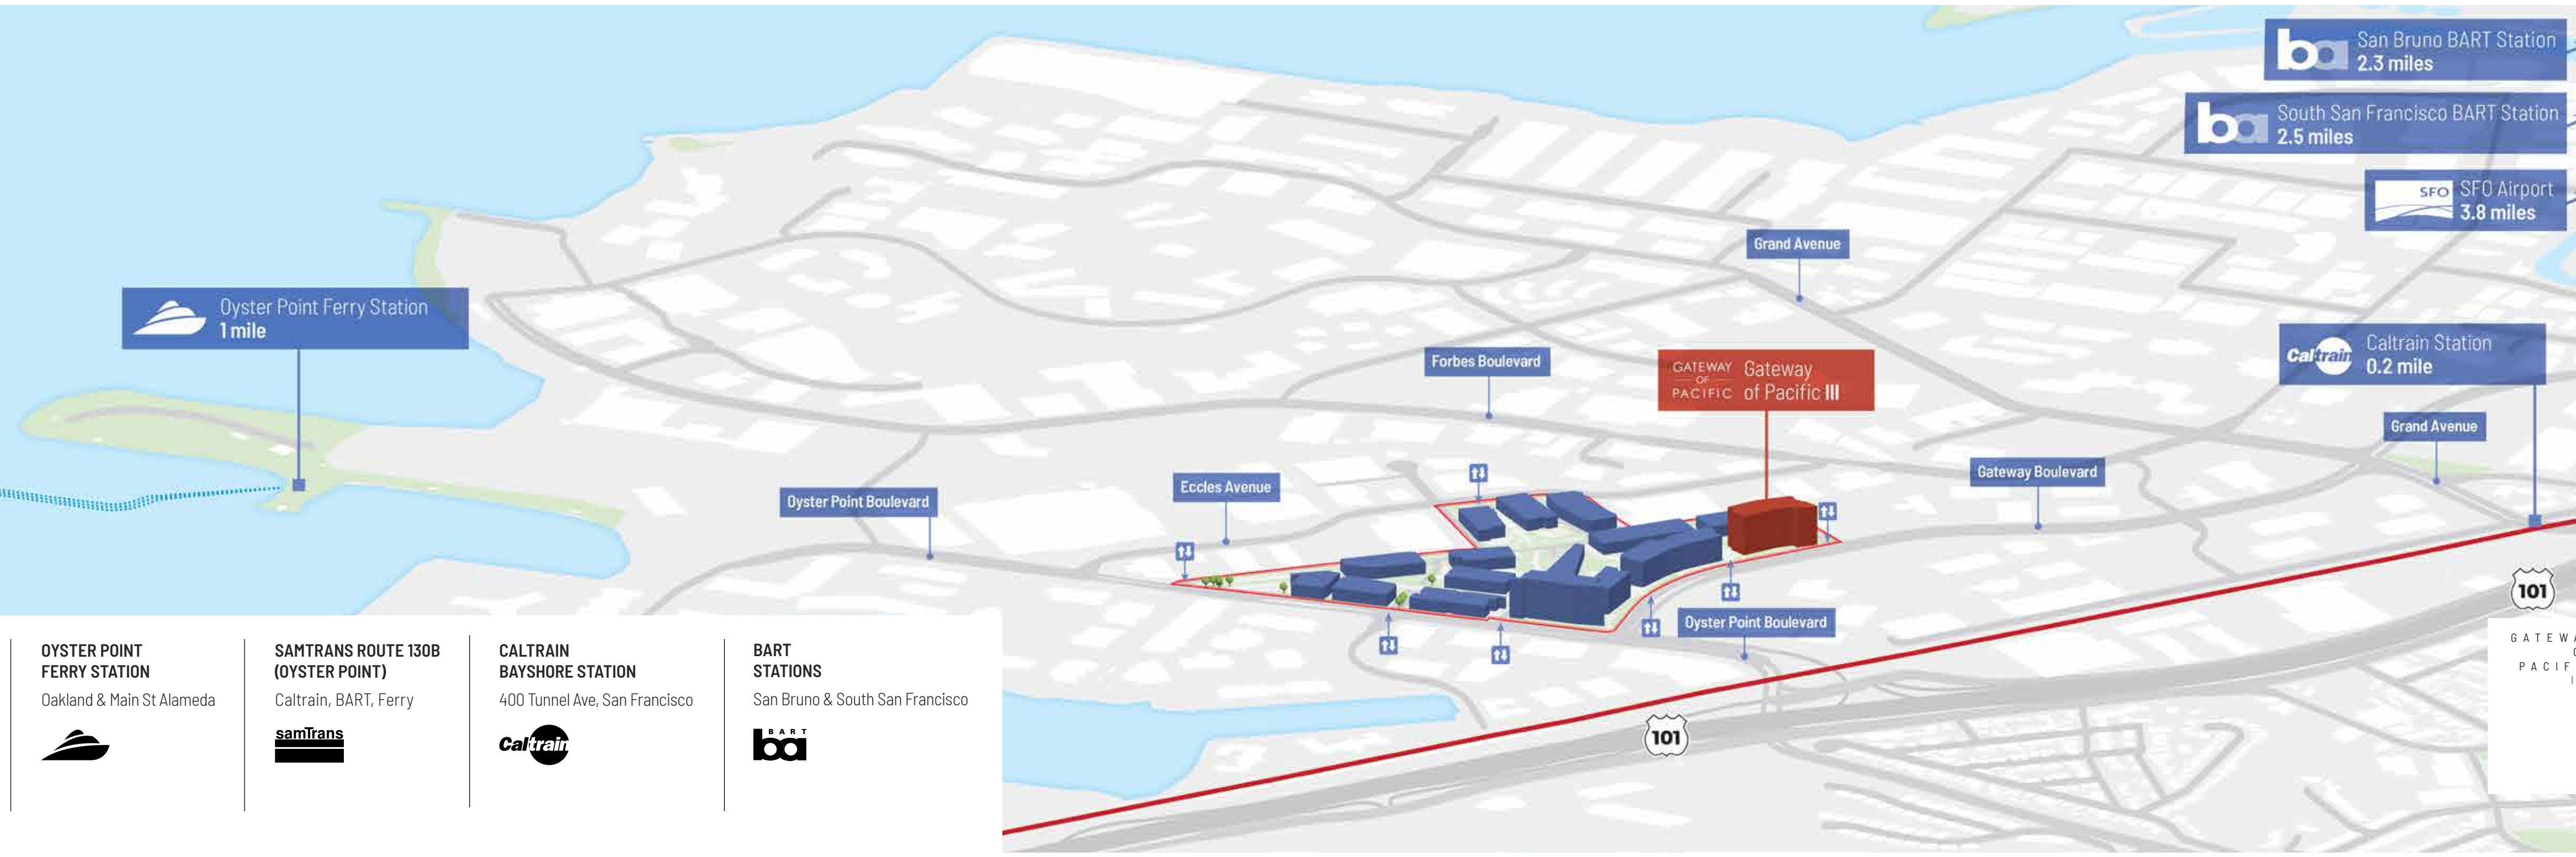 San Bruno BART Station
2.3 miles
South San Francisco BART Station
2.5 miles
SFO
SFO Airport
3.8 miles
Grand Avenue
Oyster Point Ferry Station
1 mile
Caltrain
Caltrain Station
0.2 mile
Forbes Boulevard
GATEWAY
OF
PACIFIC
Gateway
of Pacific III
Grand Avenue
Gateway Boulevard
Eccles Avenue
Oyster Point Boulevard
101
Oyster Point Boulevard
101
OYSTER POINT
FERRY STATION
Oakland & Main St Alameda
SAMTRANS ROUTE 130B
(OYSTER POINT)
Caltrain, BART, Ferry
samTrans
CALTRAIN
BAYSHORE STATION
400 Tunnel Ave, San Francisco
Caltrain
BART
STATIONS
San Bruno & South San Francisco
BART
ba